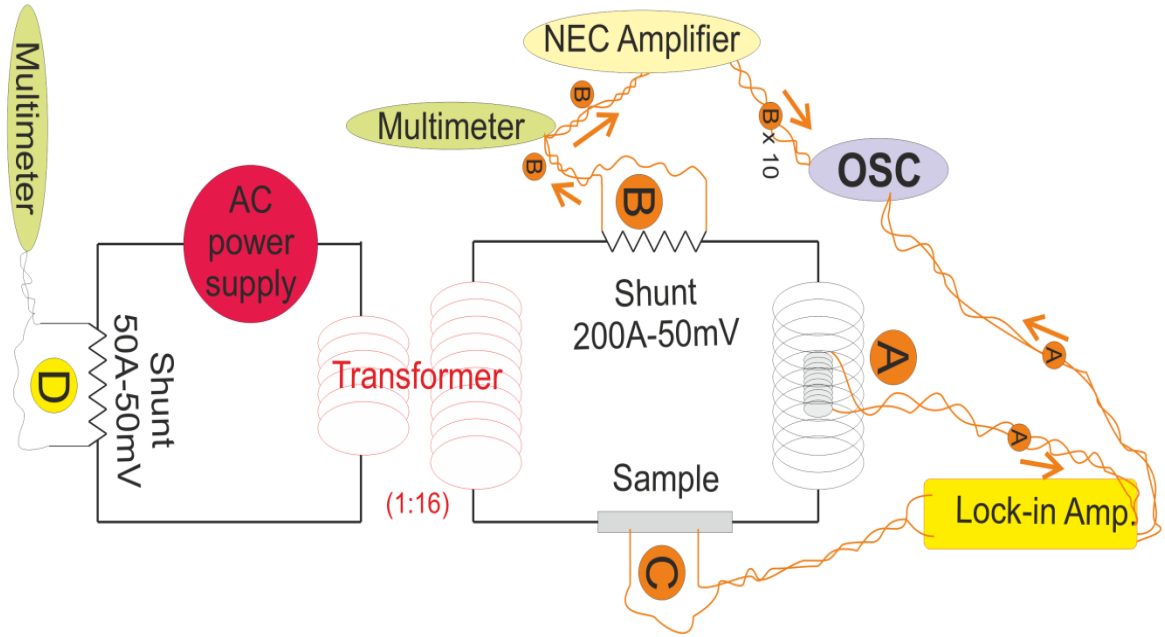 Multimeter
NEC Amplifier
B
B
x 10
Multimeter
OSC
B
B
AC
power
supply
Shunt
50A-50mV
D
Transformer
(1:16)
Shunt
200A-50mV
A
A
A
Sample
Lock-in Amp.
C